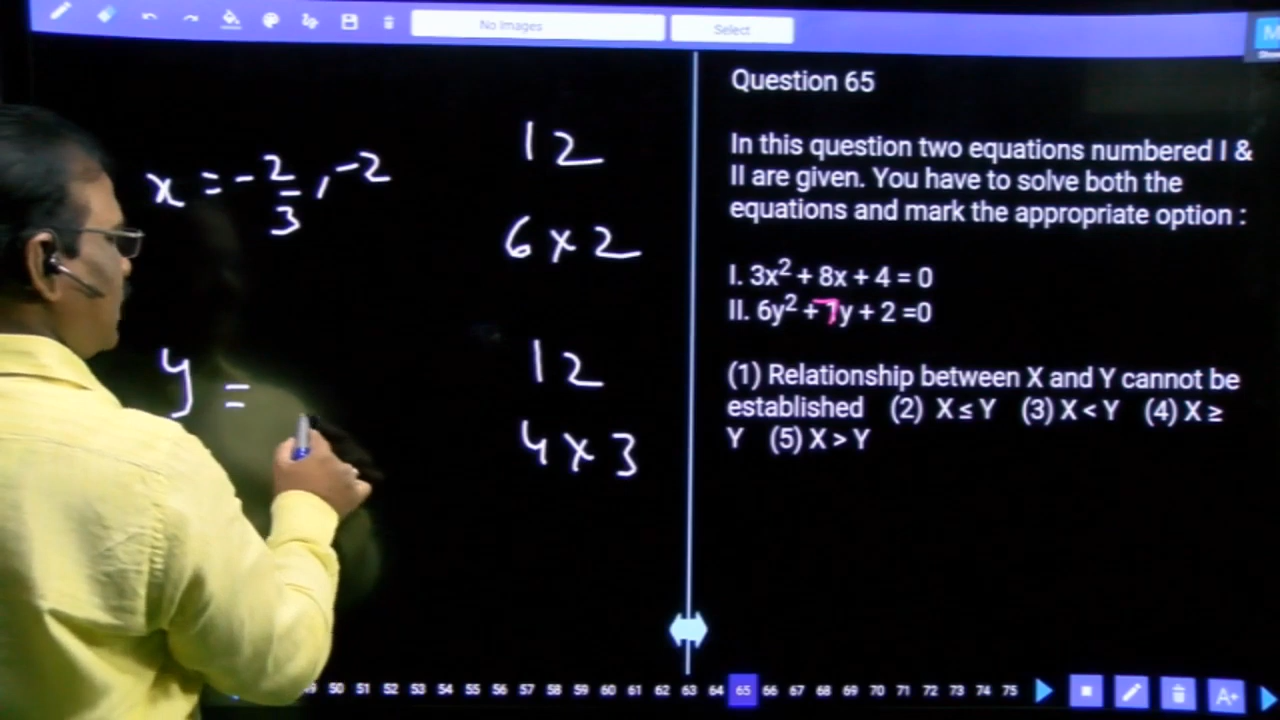 No Images Select
x = -2/3, -2
12
6 x 2
y =
12
4 x 3
Question 65
In this question two equations numbered I &
II are given. You have to solve both the
equations and mark the appropriate option :
I. 3x² + 8x + 4 = 0
II. 6y² + 7y + 2 =0
(1) Relationship between X and Y cannot be
established (2) X ≤ Y (3) X < Y (4) X ≥
Y (5) X > Y
50 51 52 53 54 55 56 57 58 59 60 61 62 63 64 65 66 67 68 69 70 71 72 73 74 75 A+